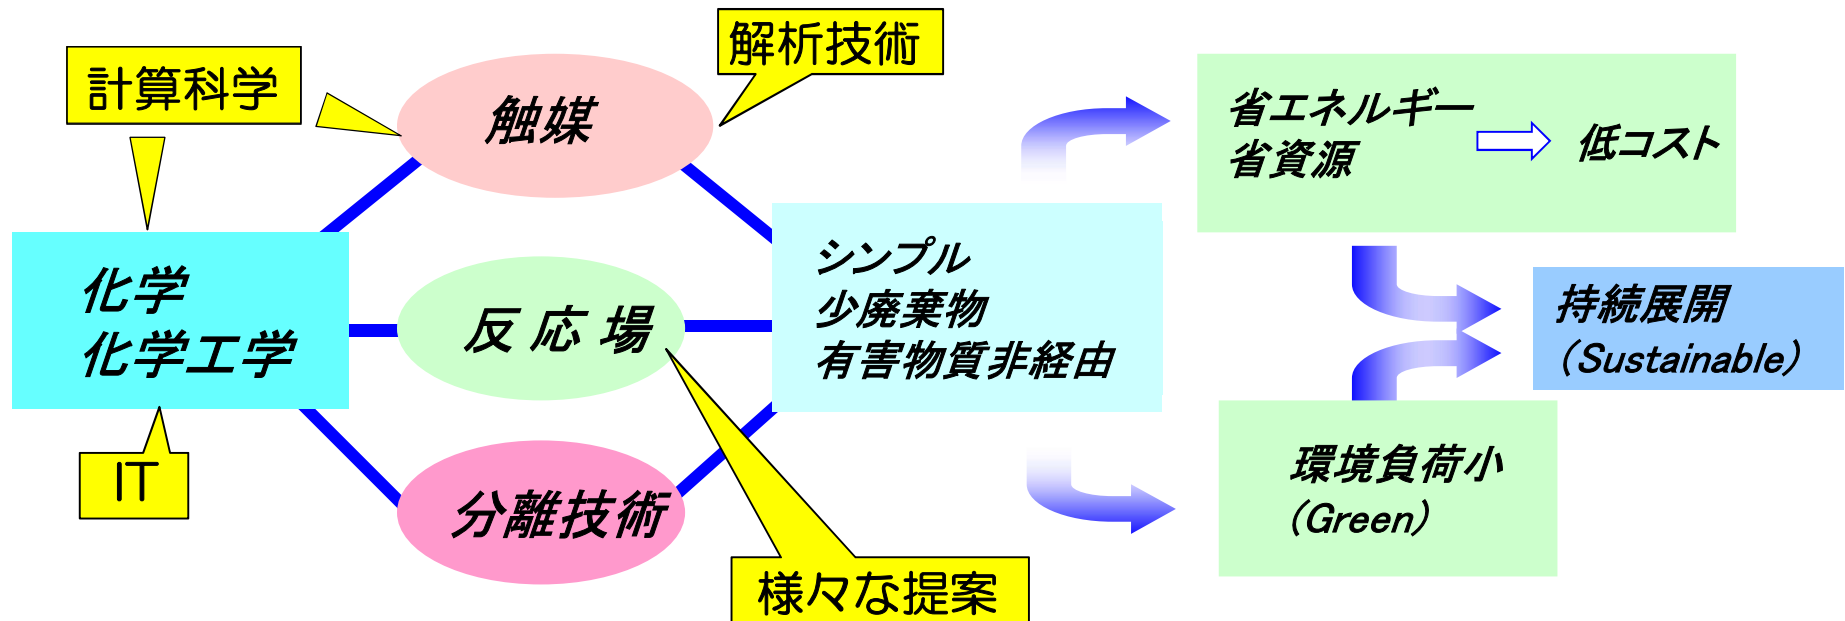 計算科学
触媒
解析技術
化学
化学工学
IT
反応場
分離技術
様々な提案
シンプル
少廃棄物
有害物質非経由
省エネルギー
省資源
低コスト
持続展開
(Sustainable)
環境負荷小
(Green)